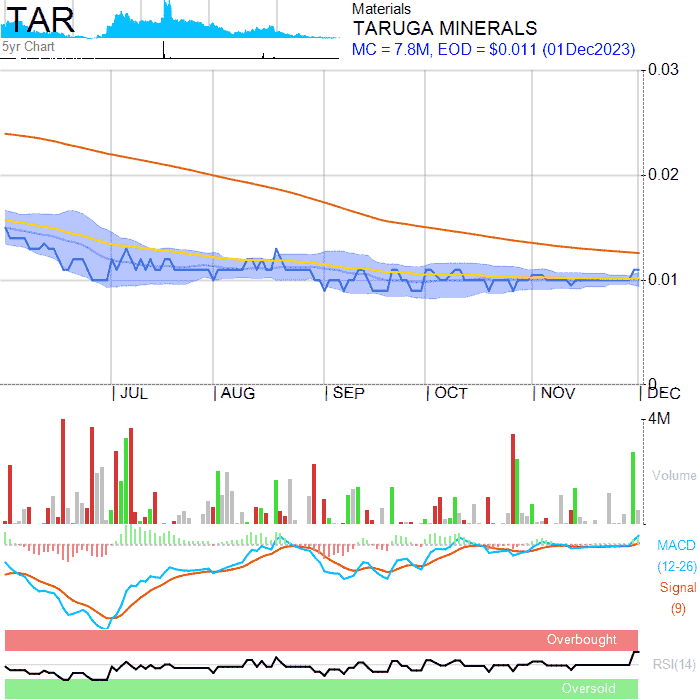 TAR
5yr Chart
Materials
TARUGA MINERALS
MC = 7.8M, EOD = $0.011 (01Dec2023)
0.03
0.02
0.01
0
JUL AUG SEP OCT NOV DEC
4M
Volume
MACD
(12-26)
Signal
(9)
Overbought
RSI(14)
Oversold